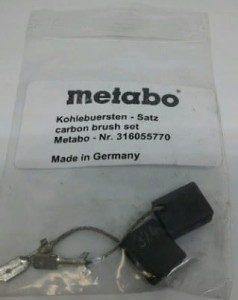 metabo
Kohlebuersten - Satz
carbon brush set
Metabo - Nr. 316055770
Made in Germany